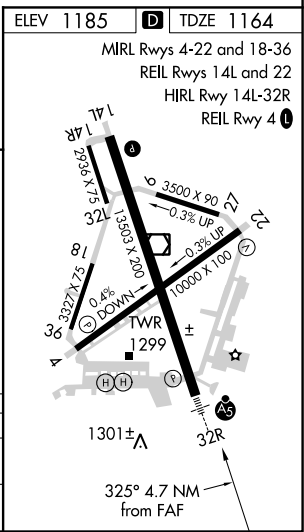 ELEV 1185 D TDZE 1164
MIRL Rwys 4-22 and 18-36
REIL Rwys 14L and 22
HIRL Rwy 14L-32R
REIL Rwy 4 L
14L
14R
P
2936 X 75
32L
9
3500 X 90
27
0.3% UP
22
13503 X 200
V
0.3% UP
10000 X 100
18
3327 X 75
0.4%
DOWN
P
36
4
TWR
1299
±
H H
P
A5
1301±
32R
325° 4.7 NM
from FAF